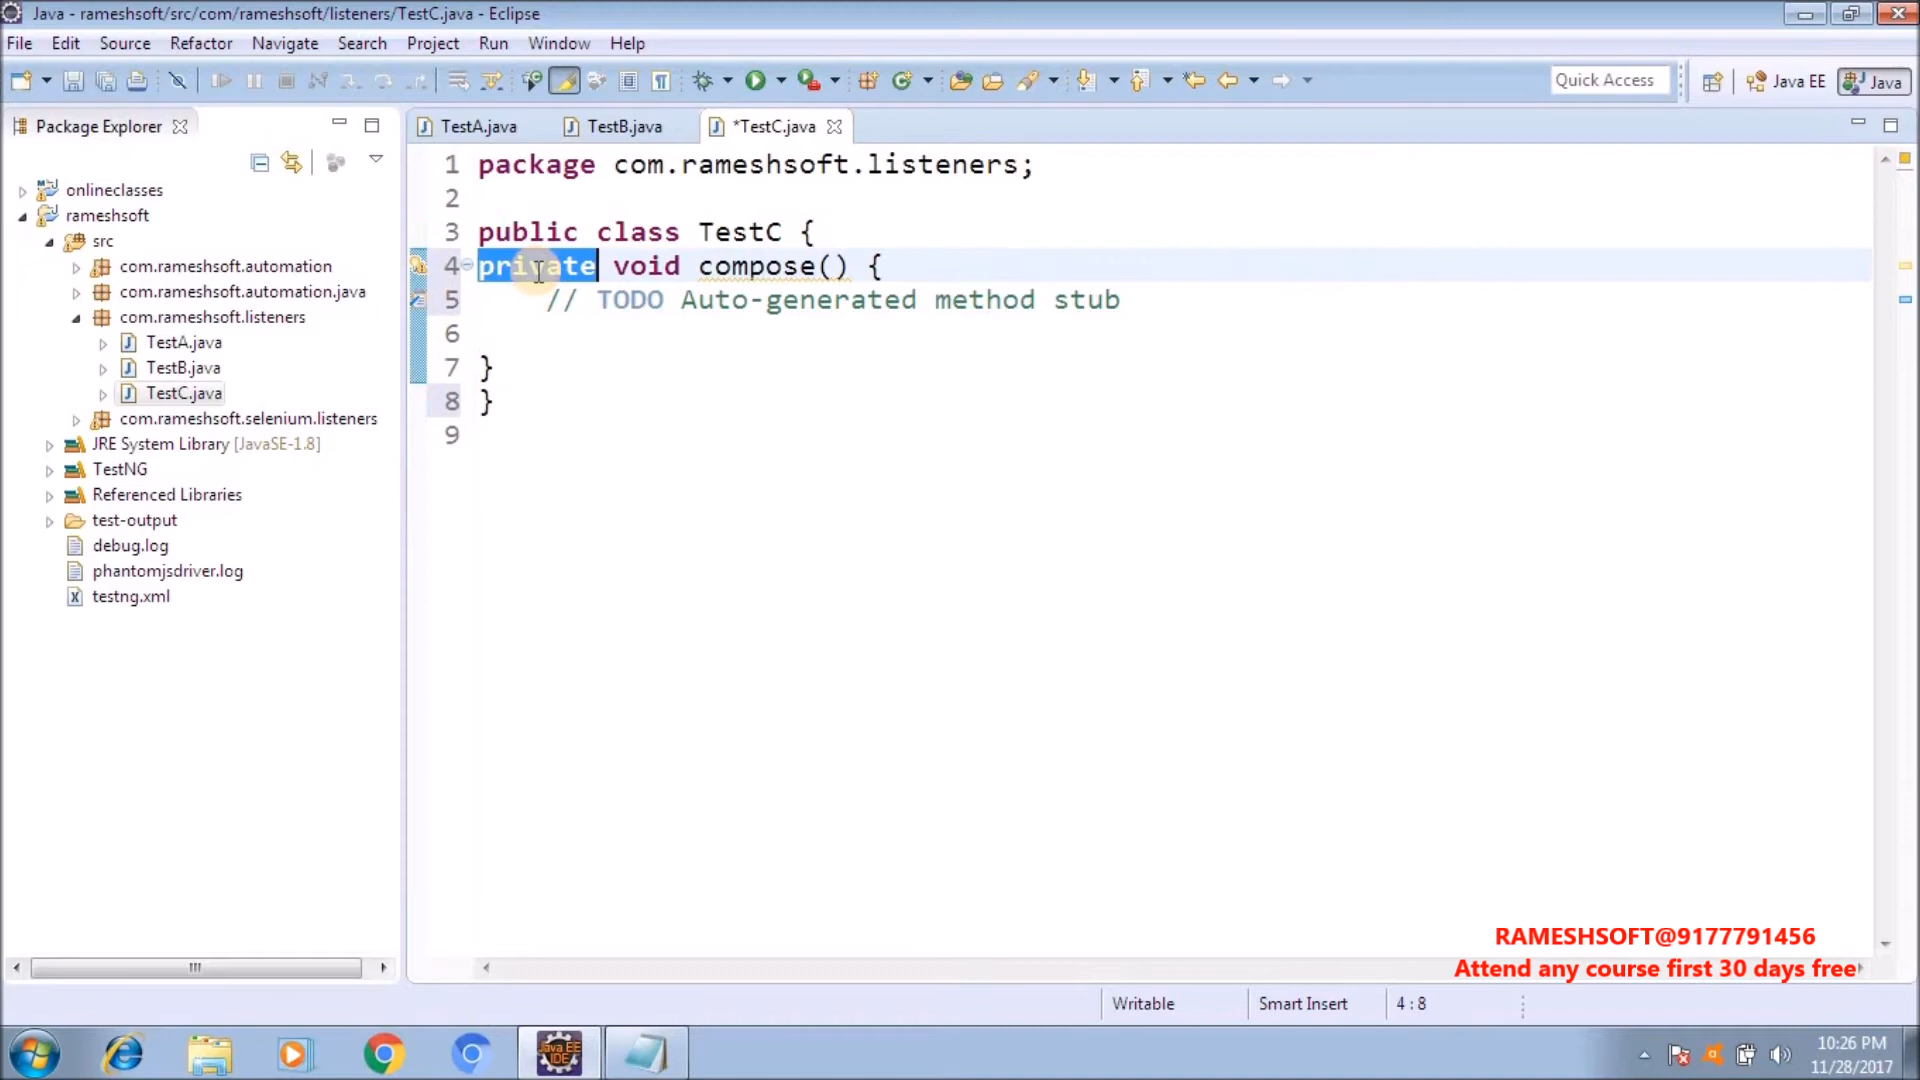 Java - rameshsoft/src/com/rameshsoft/listeners/TestC.java - Eclipse
File Edit Source Refactor Navigate Search Project Run Window Help
Quick Access
Java EE
Java
Package Explorer
TestA.java
TestB.java
*TestC.java
onlineclasses
rameshsoft
src
com.rameshsoft.automation
com.rameshsoft.automation.java
com.rameshsoft.listeners
TestA.java
TestB.java
TestC.java
com.rameshsoft.selenium.listeners
JRE System Library [JavaSE-1.8]
TestNG
Referenced Libraries
test-output
debug.log
phantomjsdriver.log
testng.xml
1 package com.rameshsoft.listeners;
2
3 public class TestC {
4 private void compose() {
5 // TODO Auto-generated method stub
6
7 }
8 }
9
RAMESHSOFT@9177791456
Attend any course first 30 days free
Writable
Smart Insert
4 : 8
Java EE
IDE
10:26 PM
11/28/2017